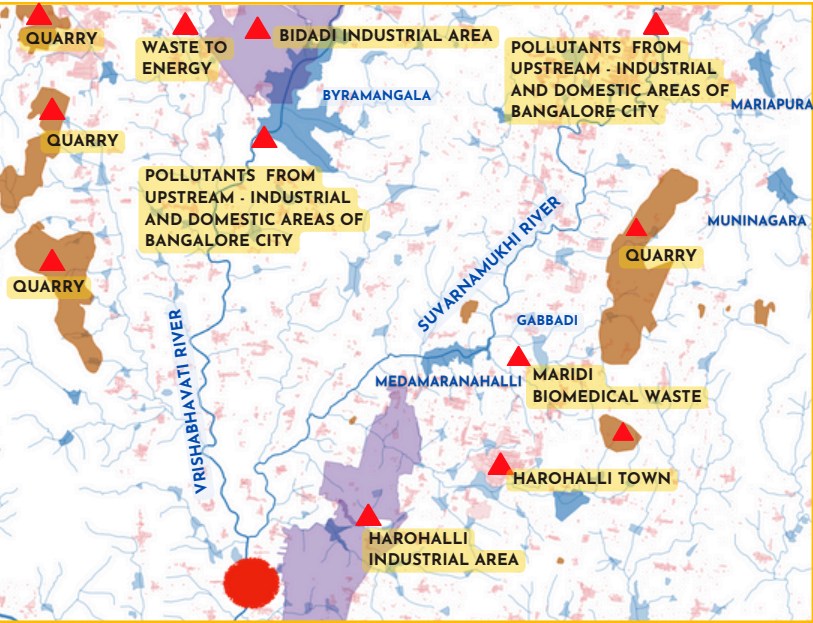 QUARRY
WASTE TO
ENERGY
BIDADI INDUSTRIAL AREA
POLLUTANTS FROM
UPSTREAM - INDUSTRIAL
AND DOMESTIC AREAS OF
BANGALORE CITY
BYRAMANGALA
MARIAPURA
QUARRY
POLLUTANTS FROM
UPSTREAM - INDUSTRIAL
AND DOMESTIC AREAS OF
BANGALORE CITY
SUVARNAMUKHI RIVER
MUNINAGARA
QUARRY
QUARRY
VRISHABHAVATI RIVER
GABBADI
MEDAMARANAHALLI
MARIDI
BIOMEDICAL WASTE
HAROHALLI TOWN
HAROHALLI
INDUSTRIAL AREA